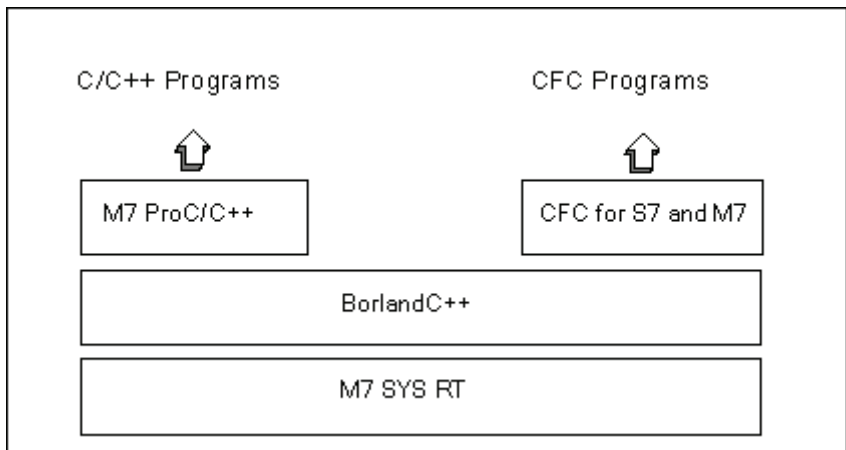 C/C++ Programs
CFC Programs
M7 ProC/C++
CFC for S7 and M7
BorlandC++
M7 SYS RT